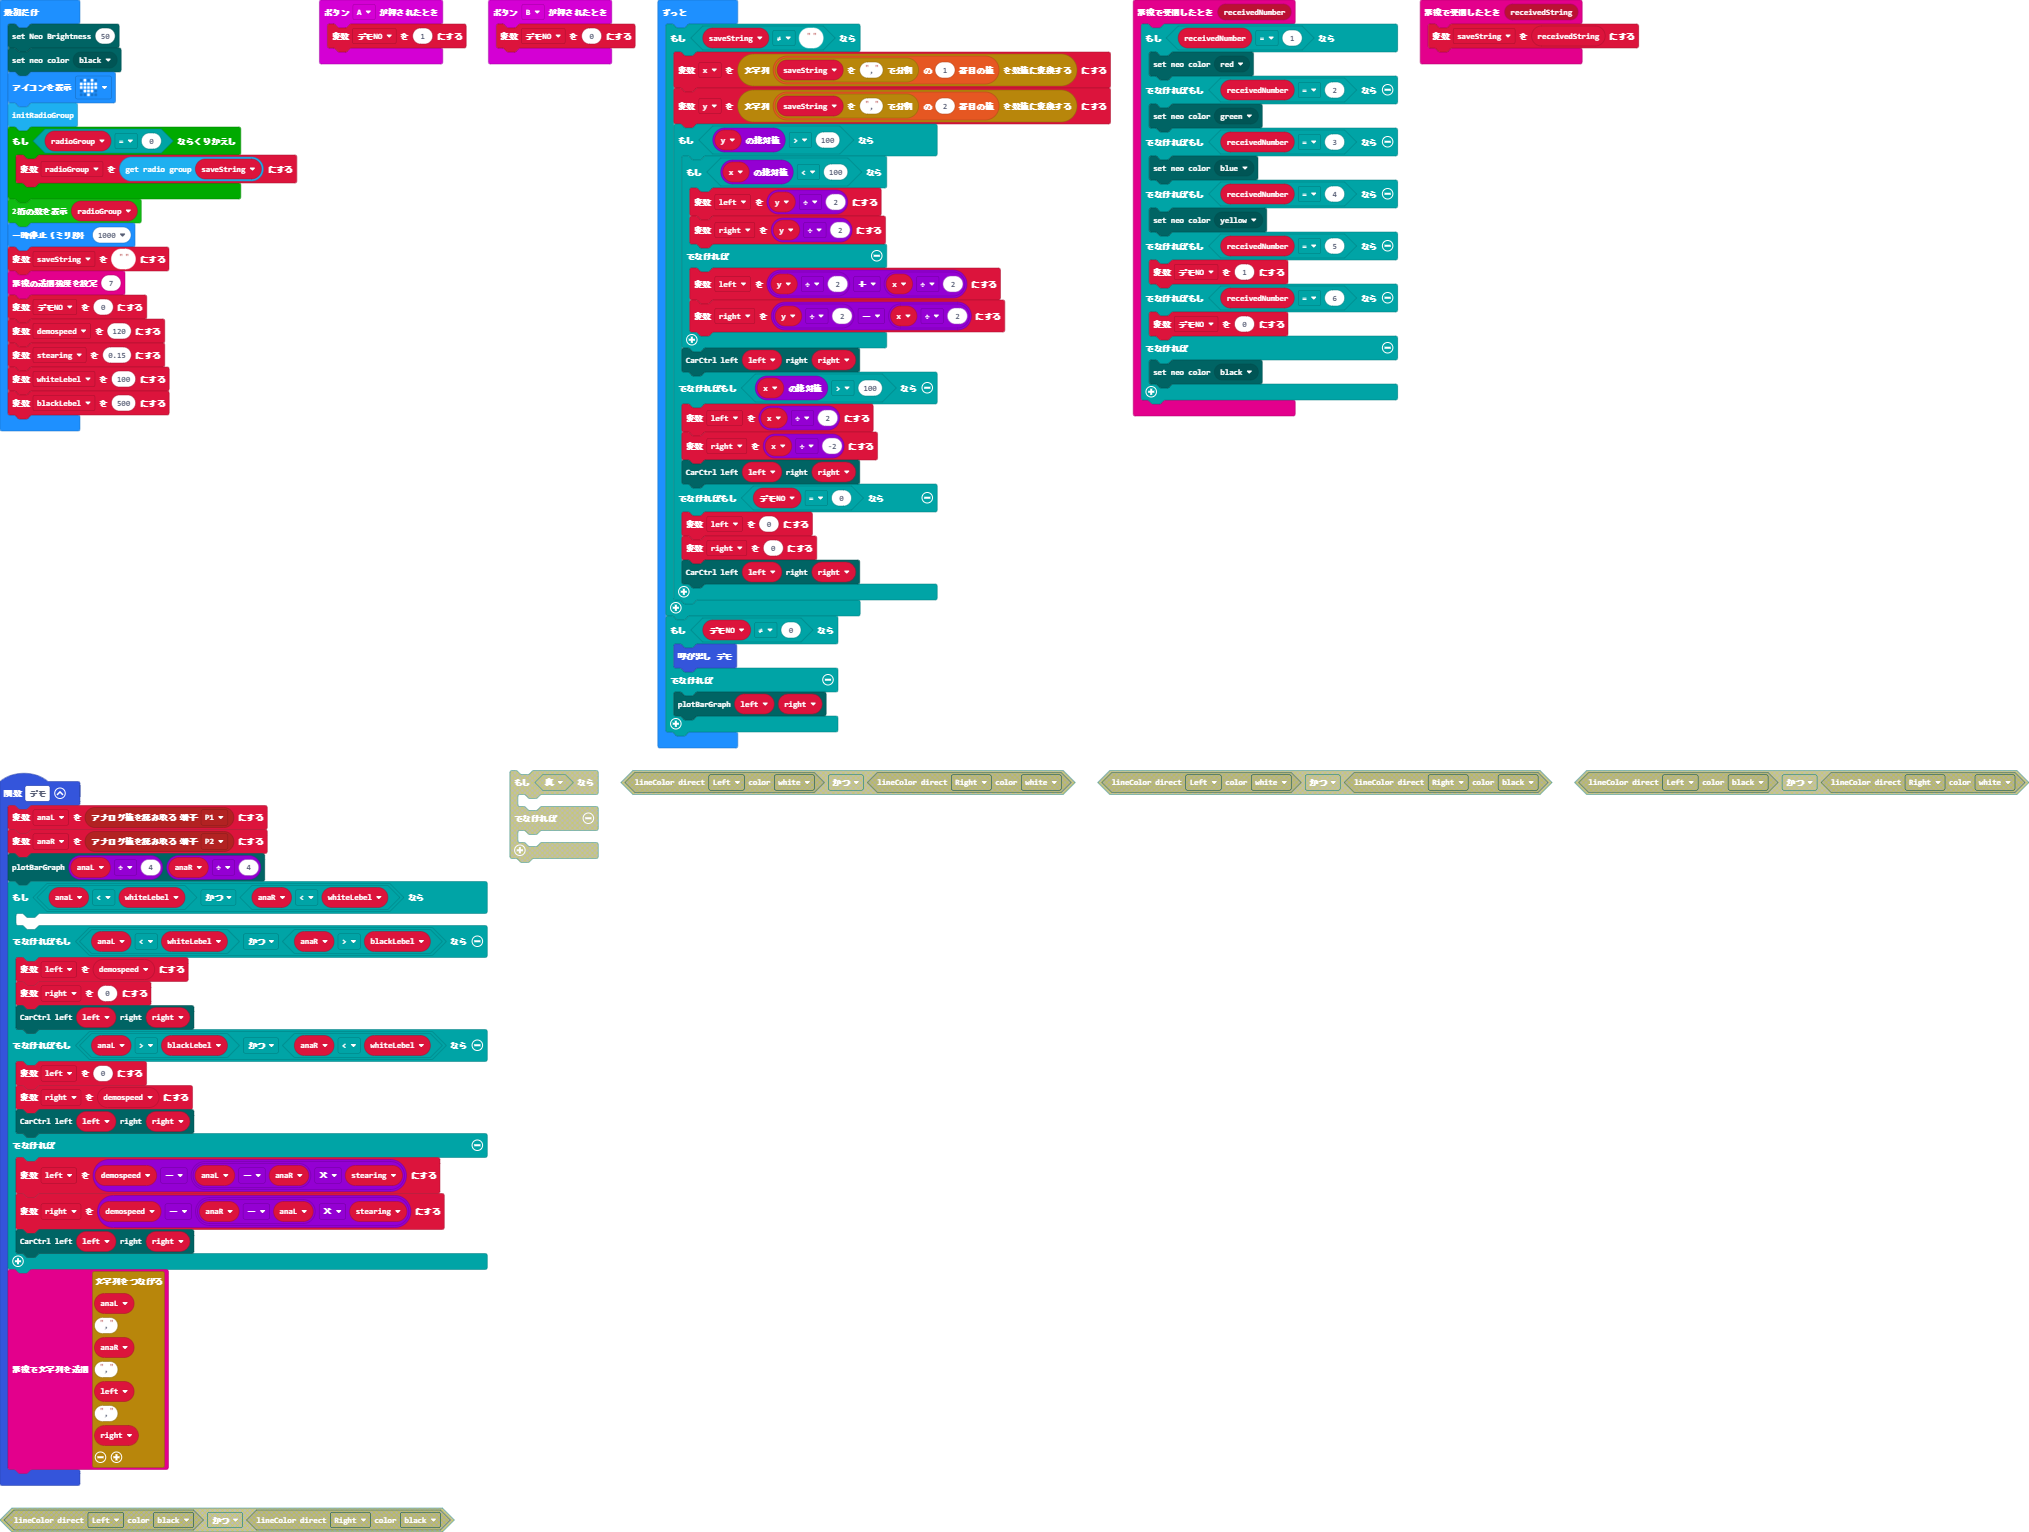 最初だけ
set Neo Brightness 50
set neo color black
アイコンを表示
initRadioGroup
もし radioGroup = 0 ならくりかえし
変数 radioGroup を get radio group saveString にする
2桁の数を表示 radioGroup
一時停止 (ミリ秒) 1000
変数 saveString を "" にする
無線の送信強度を設定 7
変数 デモNO を 0 にする
変数 demospeed を 120 にする
変数 stearing を 0.15 にする
変数 whiteLebel を 100 にする
変数 blackLebel を 500 にする
ボタン A が押されたとき
変数 デモNO を 1 にする
ボタン B が押されたとき
変数 デモNO を 0 にする
ずっと
もし saveString ≠ "" なら
変数 x を 文字列 saveString を "," で分割 の 1 番目の値 を数値に変換する にする
変数 y を 文字列 saveString を "," で分割 の 2 番目の値 を数値に変換する にする
もし y の絶対値 > 100 なら
もし x の絶対値 < 100 なら
変数 left を y ÷ 2 にする
変数 right を y ÷ 2 にする
でなければ
変数 left を y ÷ 2 + x ÷ 2 にする
変数 right を y ÷ 2 - x ÷ 2 にする
CarCtrl left left right right
でなければもし x の絶対値 > 100 なら
変数 left を x ÷ 2 にする
変数 right を x ÷ -2 にする
CarCtrl left left right right
でなければもし デモNO = 0 なら
変数 left を 0 にする
変数 right を 0 にする
CarCtrl left left right right
もし デモNO ≠ 0 なら
呼び出し デモ
でなければ
plotBarGraph left right
無線で受信したとき receivedNumber
もし receivedNumber = 1 なら
set neo color red
でなければもし receivedNumber = 2 なら
set neo color green
でなければもし receivedNumber = 3 なら
set neo color blue
でなければもし receivedNumber = 4 なら
set neo color yellow
でなければもし receivedNumber = 5 なら
変数 デモNO を 1 にする
でなければもし receivedNumber = 6 なら
変数 デモNO を 0 にする
でなければ
set neo color black
無線で受信したとき receivedString
変数 saveString を receivedString にする
関数 デモ
変数 anaL を アナログ値を読み取る 端子 P1 にする
変数 anaR を アナログ値を読み取る 端子 P2 にする
plotBarGraph anaL ÷ 4 anaR ÷ 4
もし anaL < whiteLebel かつ anaR < whiteLebel なら
でなければもし anaL < whiteLebel かつ anaR > blackLebel なら
変数 left を demospeed にする
変数 right を 0 にする
CarCtrl left left right right
でなければもし anaL > blackLebel かつ anaR < whiteLebel なら
変数 left を 0 にする
変数 right を demospeed にする
CarCtrl left left right right
でなければ
変数 left を demospeed - anaL - anaR × stearing にする
変数 right を demospeed - anaR - anaL × stearing にする
CarCtrl left left right right
無線で文字列を送信
文字列をつなげる
anaL
","
anaR
","
left
","
right
もし 真 なら
でなければ
lineColor direct Left color white かつ lineColor direct Right color white
lineColor direct Left color white かつ lineColor direct Right color black
lineColor direct Left color black かつ lineColor direct Right color white
lineColor direct Left color black かつ lineColor direct Right color black